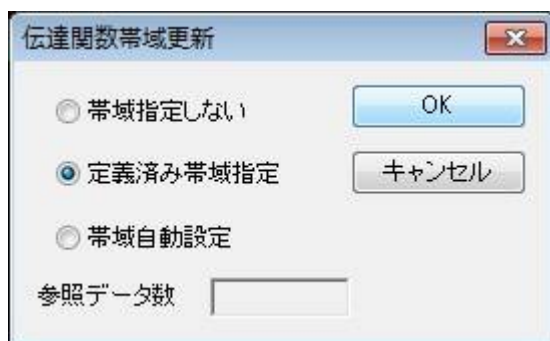 伝達関数帯域更新
帯域指定しない
OK
定義済み帯域指定
キャンセル
帯域自動設定
参照データ数